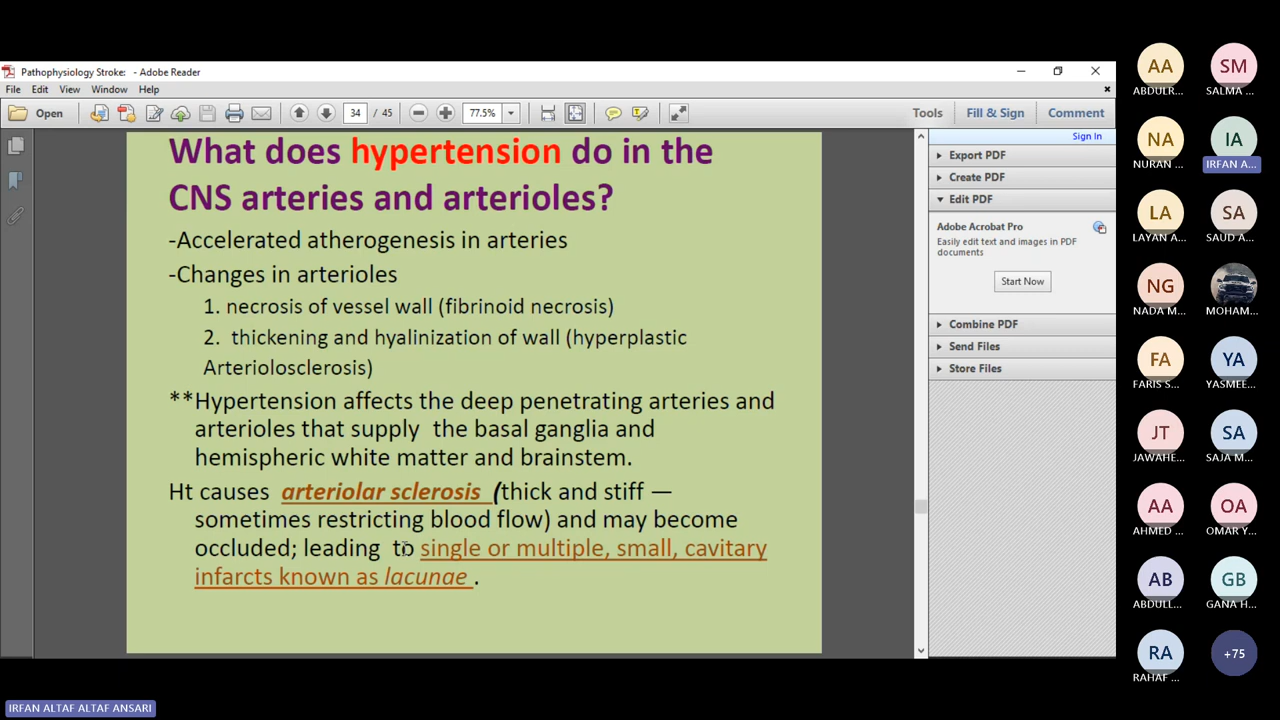 Pathophysiology Stroke:   - Adobe Reader
File Edit View Window Help
Open 34 / 45 77.5% Tools Fill & Sign Comment
What does hypertension do in the
CNS arteries and arterioles?
-Accelerated atherogenesis in arteries
-Changes in arterioles
1. necrosis of vessel wall (fibrinoid necrosis)
2. thickening and hyalinization of wall (hyperplastic
Arteriolosclerosis)
**Hypertension affects the deep penetrating arteries and
arterioles that supply the basal ganglia and
hemispheric white matter and brainstem.
Ht causes arteriolar sclerosis (thick and stiff —
sometimes restricting blood flow) and may become
occluded; leading to single or multiple, small, cavitary
infarcts known as lacunae .
Sign In
Export PDF
Create PDF
Edit PDF
Adobe Acrobat Pro
Easily edit text and images in PDF
documents
Start Now
Combine PDF
Send Files
Store Files
AA SM
ABDULR... SALMA ...
NA IA
NURAN ... IRFAN A...
LA SA
LAYAN A... SAUD A...
NG
NADA M... MOHAM...
FA YA
FARIS S... YASMEE...
JT SA
JAWAHE... SAJA M...
AA OA
AHMED ... OMAR Y...
AB GB
ABDULL... GANA H...
RA +75
RAHAF ...
IRFAN ALTAF ALTAF ANSARI